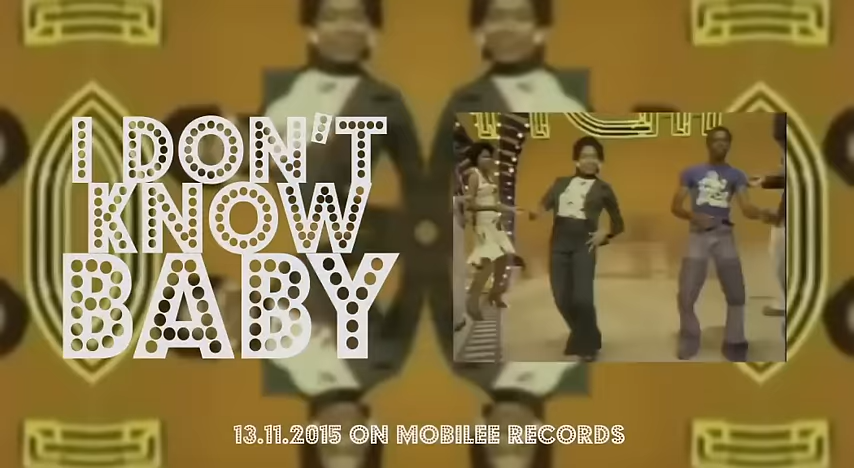 I DON'T
KNOW
BABY
13.11.2015 ON MOBILEE RECORDS